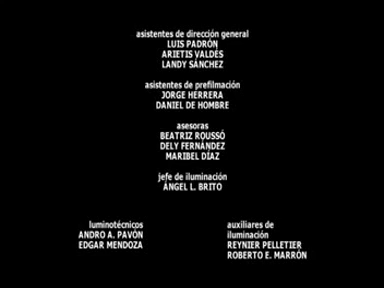 asistentes de dirección general
LUIS PADRÓN
ARIETIS VALDÉS
LANDY SÁNCHEZ
asistentes de prefilmación
JORGE HERRERA
DANIEL DE HOMBRE
asesoras
BEATRIZ ROUSSÓ
DELY FERNÁNDEZ
MARIBEL DÍAZ
jefe de iluminación
ÁNGEL L. BRITO
luminotécnicos
ANDRO A. PAVÓN
EDGAR MENDOZA
auxiliares de
iluminación
REYNIER PELLETIER
ROBERTO E. MARRÓN